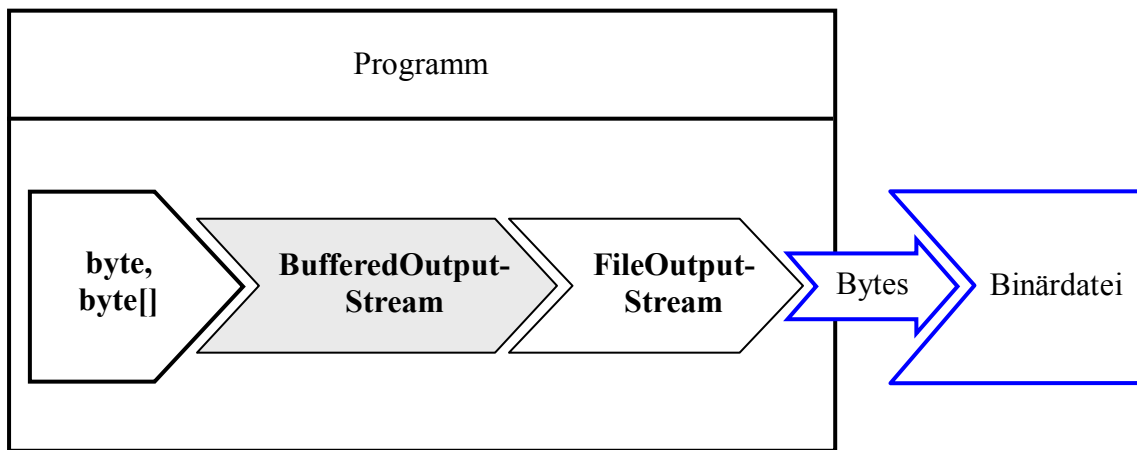 Programm
byte,
byte[]
BufferedOutput-
Stream
FileOutput-
Stream
Bytes
Binärdatei